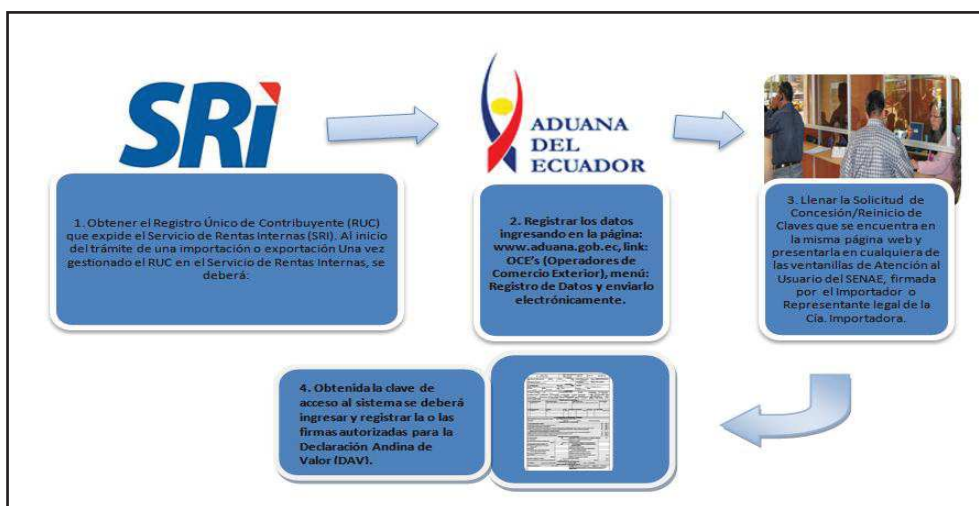 SRi
1. Obtener el Registro Único de Contribuyente (RUC)
que expide el Servicio de Rentas Internas (SRI). Al inicio
del trámite de una importación o exportación Una vez
gestionado el RUC en el Servicio de Rentas Internas, se
deberá:
ADUANA
DEL
ECUADOR
2. Registrar los datos
ingresando en la página:
www.aduana.gob.ec, link:
OCE's (Operadores de
Comercio Exterior), menú:
Registro de Datos y enviarlo
electrónicamente.
3. Llenar la Solicitud de
Concesión/Reinicio de
Claves que se encuentra en
la misma página web y
presentarla en cualquiera de
las ventanillas de Atención al
Usuario del SENAE, firmada
por el Importador o
Representante legal de la
Cía. Importadora.
4. Obtenida la clave de
acceso al sistema se deberá
ingresar y registrar la o las
firmas autorizadas para la
Declaración Andina de
Valor (DAV).